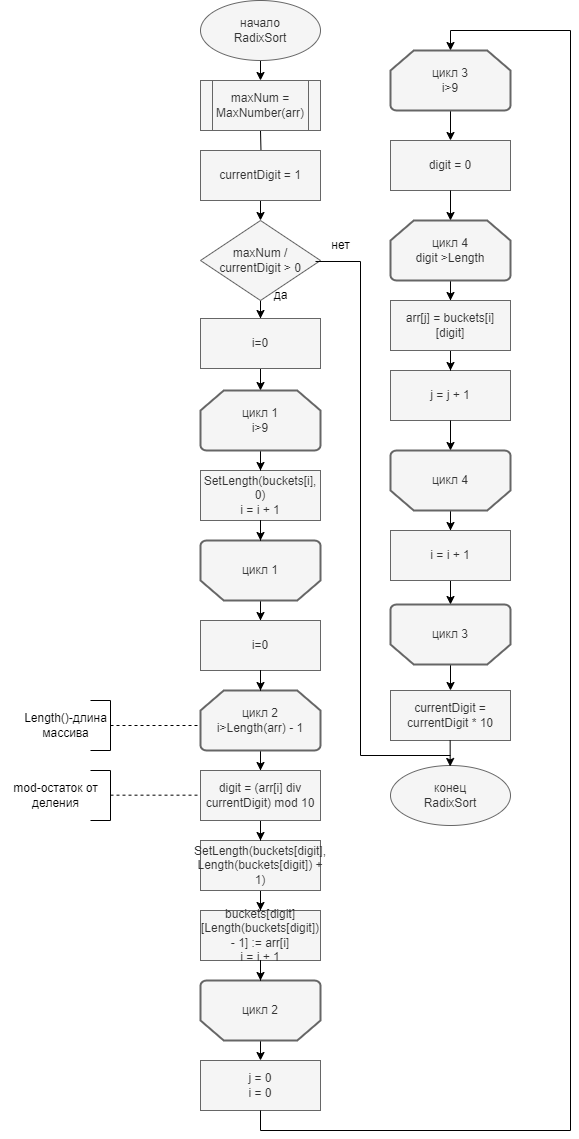 начало
RadixSort
maxNum =
MaxNumber(arr)
currentDigit = 1
maxNum /
currentDigit > 0
нет
да
i=0
цикл 1
i>9
SetLength(buckets[i],
0)
i = i + 1
цикл 1
i=0
цикл 2
i>Length(arr) - 1
Length()-длина
массива
digit = (arr[i] div
currentDigit) mod 10
mod-остаток от
деления
SetLength(buckets[digit],
Length(buckets[digit]) +
1)
buckets[digit]
[Length(buckets[digit])
- 1] := arr[i]
i = i + 1
цикл 2
j = 0
i = 0
цикл 3
i>9
digit = 0
цикл 4
digit >Length
arr[j] = buckets[i]
[digit]
j = j + 1
цикл 4
i = i + 1
цикл 3
currentDigit =
currentDigit * 10
конец
RadixSort